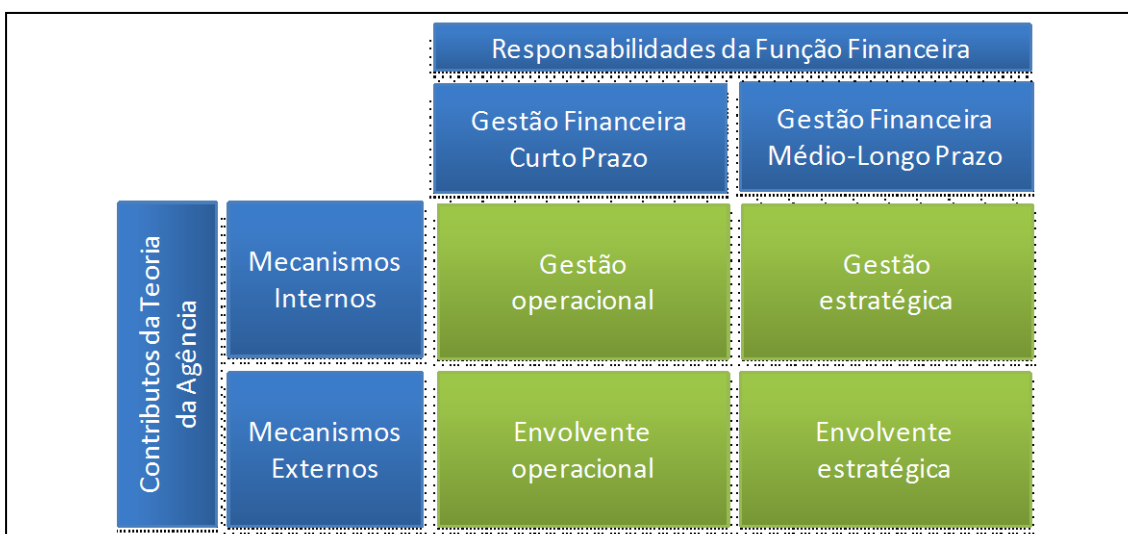 Responsabilidades da Função Financeira
Gestão Financeira
Curto Prazo
Gestão Financeira
Médio-Longo Prazo
Contributos da Teoria
da Agência
Mecanismos
Internos
Gestão
operacional
Gestão
estratégica
Mecanismos
Externos
Envolvente
operacional
Envolvente
estratégica